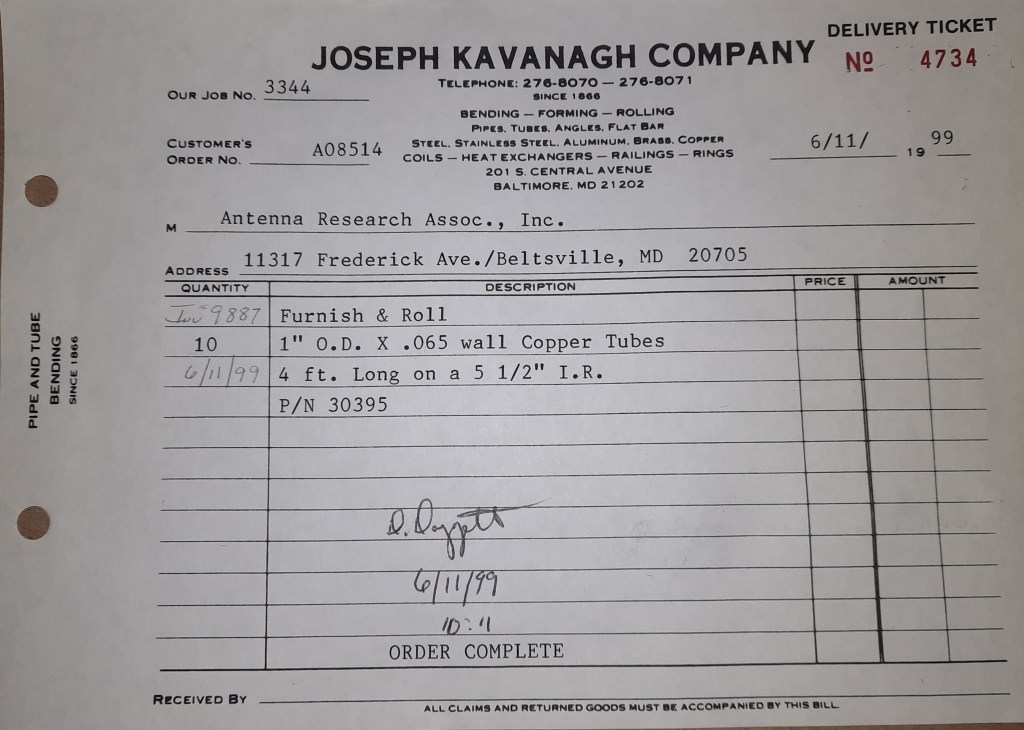 DELIVERY TICKET
JOSEPH KAVANAGH COMPANY
Nº 4734
TELEPHONE: 276-8070 — 276-8071
SINCE 1866
OUR JOB NO. 3344
BENDING — FORMING — ROLLING
PIPES, TUBES, ANGLES, FLAT BAR
STEEL, STAINLESS STEEL, ALUMINUM, BRASS, COPPER
COILS — HEAT EXCHANGERS — RAILINGS — RINGS
CUSTOMER'S
ORDER NO. A08514
6/11/ 19 99
201 S. CENTRAL AVENUE
BALTIMORE, MD 21202
M Antenna Research Assoc., Inc.
ADDRESS 11317 Frederick Ave./Beltsville, MD 20705
QUANTITY DESCRIPTION PRICE AMOUNT
Inv 9887 Furnish & Roll
10 1" O.D. X .065 wall Copper Tubes
6/11/99 4 ft. Long on a 5 1/2" I.R.
P/N 30395
PIPE AND TUBE
BENDING
SINCE 1866
6/11/99
10:11
ORDER COMPLETE
RECEIVED BY
ALL CLAIMS AND RETURNED GOODS MUST BE ACCOMPANIED BY THIS BILL.